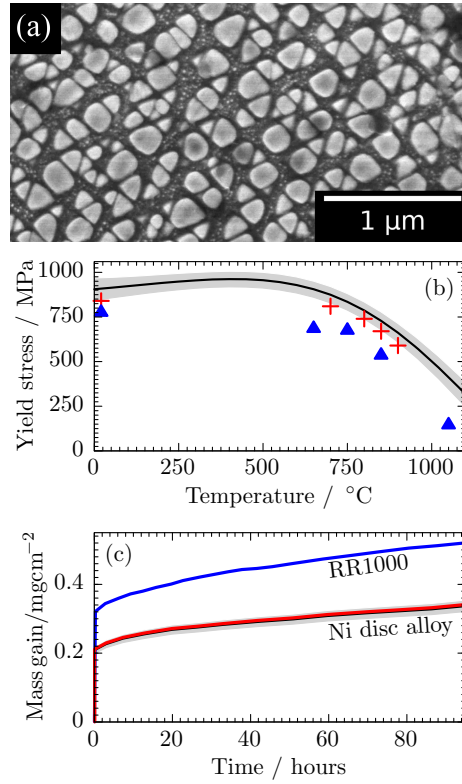 (a)
1 µm
(b)
Yield stress / MPa
1000
750
500
250
0
0 250 500 750 1000
Temperature / °C
(c)
Mass gain/mgcm−2
0.4
0.2
0
RR1000
Ni disc alloy
0 20 40 60 80
Time / hours